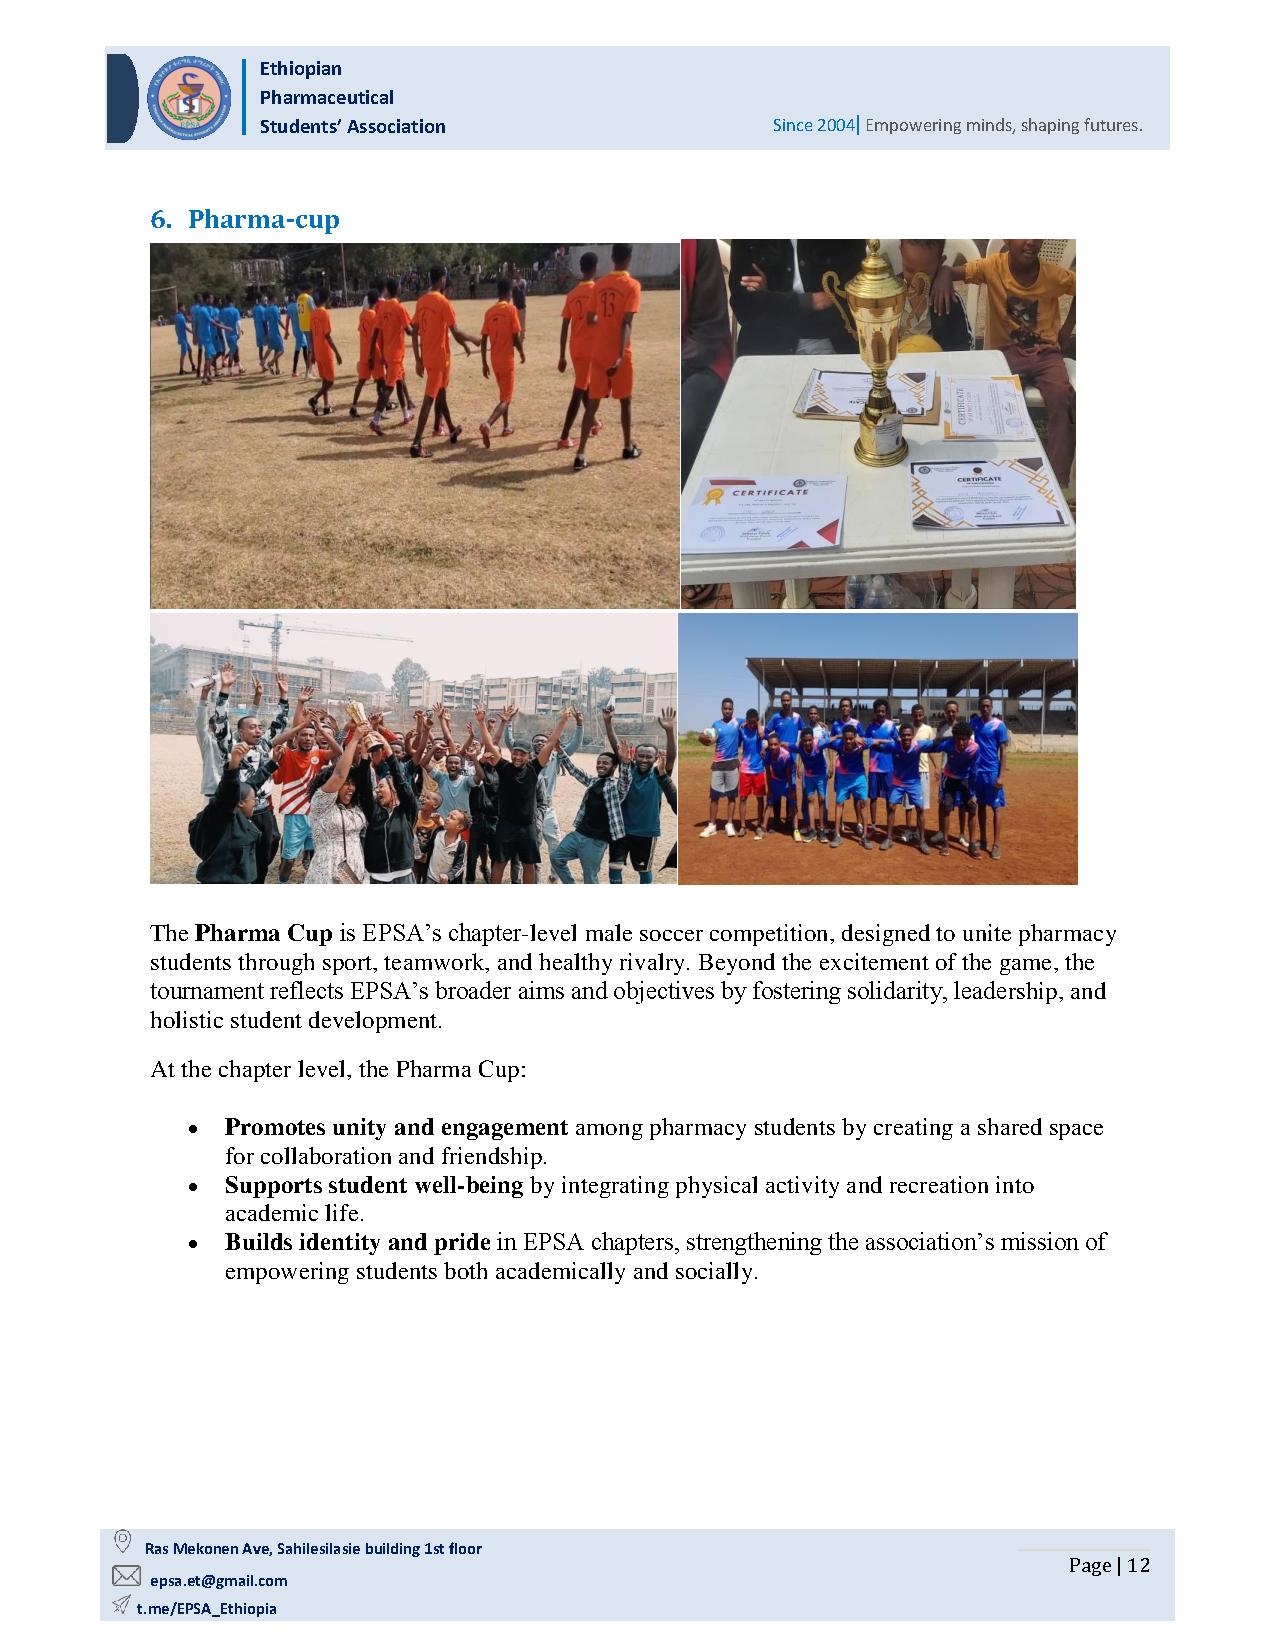 Ethiopian
Pharmaceutical
Students’ Association
EPSA
Since 2004| Empowering minds, shaping futures.
6. Pharma-cup
13
CERTIFICATE
CERTIFICATE
CERTIFICATE
The Pharma Cup is EPSA’s chapter-level male soccer competition, designed to unite pharmacy
students through sport, teamwork, and healthy rivalry. Beyond the excitement of the game, the
tournament reflects EPSA’s broader aims and objectives by fostering solidarity, leadership, and
holistic student development.
At the chapter level, the Pharma Cup:
• Promotes unity and engagement among pharmacy students by creating a shared space
for collaboration and friendship.
• Supports student well-being by integrating physical activity and recreation into
academic life.
• Builds identity and pride in EPSA chapters, strengthening the association’s mission of
empowering students both academically and socially.
Ras Mekonen Ave, Sahilesilasie building 1st floor
epsa.et@gmail.com
t.me/EPSA_Ethiopia
Page | 12